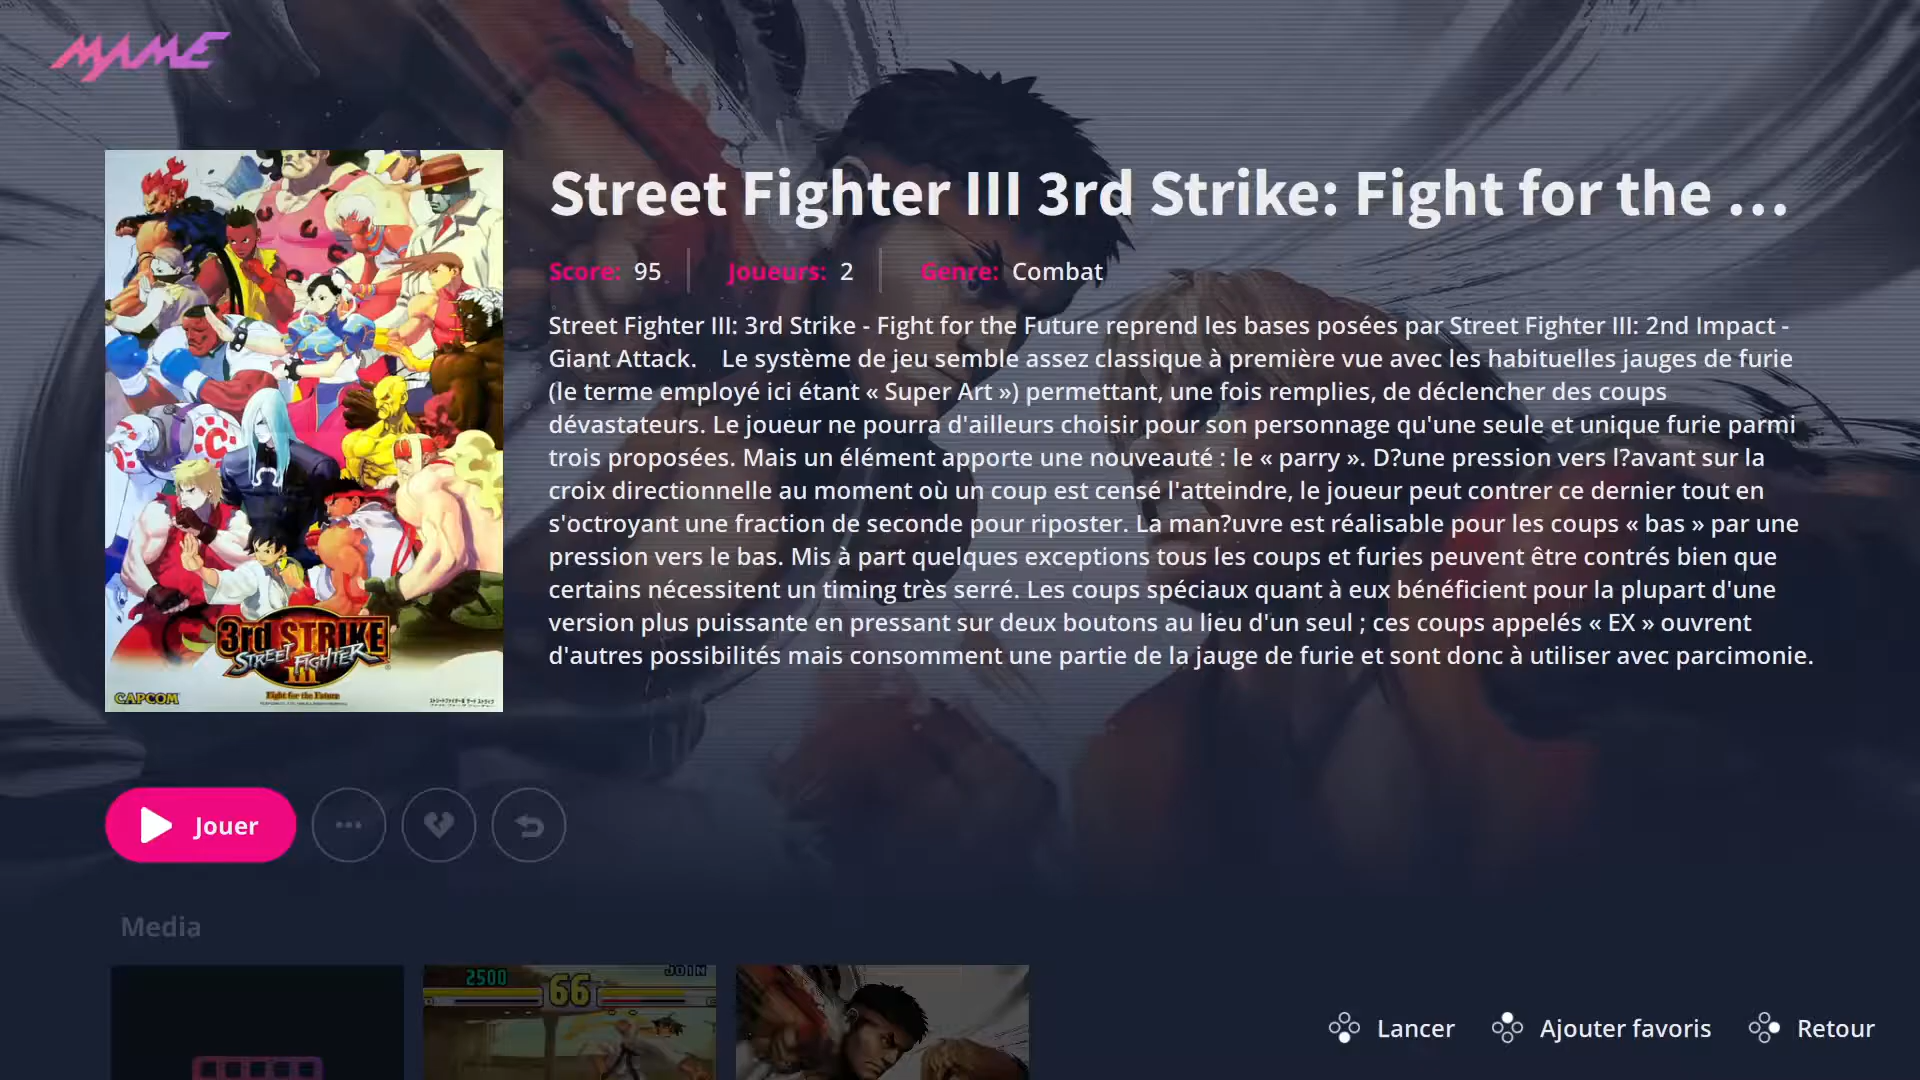 MAME
Street Fighter III 3rd Strike: Fight for the ...
Score: 95 Joueurs: 2 Genre: Combat
Street Fighter III: 3rd Strike - Fight for the Future reprend les bases posées par Street Fighter III: 2nd Impact -
Giant Attack.    Le système de jeu semble assez classique à première vue avec les habituelles jauges de furie
(le terme employé ici étant « Super Art ») permettant, une fois remplies, de déclencher des coups
dévastateurs. Le joueur ne pourra d'ailleurs choisir pour son personnage qu'une seule et unique furie parmi
trois proposées. Mais un élément apporte une nouveauté : le « parry ». D?une pression vers l?avant sur la
croix directionnelle au moment où un coup est censé l'atteindre, le joueur peut contrer ce dernier tout en
s'octroyant une fraction de seconde pour riposter. La man?uvre est réalisable pour les coups « bas » par une
pression vers le bas. Mis à part quelques exceptions tous les coups et furies peuvent être contrés bien que
certains nécessitent un timing très serré. Les coups spéciaux quant à eux bénéficient pour la plupart d'une
version plus puissante en pressant sur deux boutons au lieu d'un seul ; ces coups appelés « EX » ouvrent
d'autres possibilités mais consomment une partie de la jauge de furie et sont donc à utiliser avec parcimonie.
3rd STRIKE
STREET FIGHTER
III
Fight for the Future
CAPCOM
Jouer
Media
2500 66 JOIN
Lancer Ajouter favoris Retour